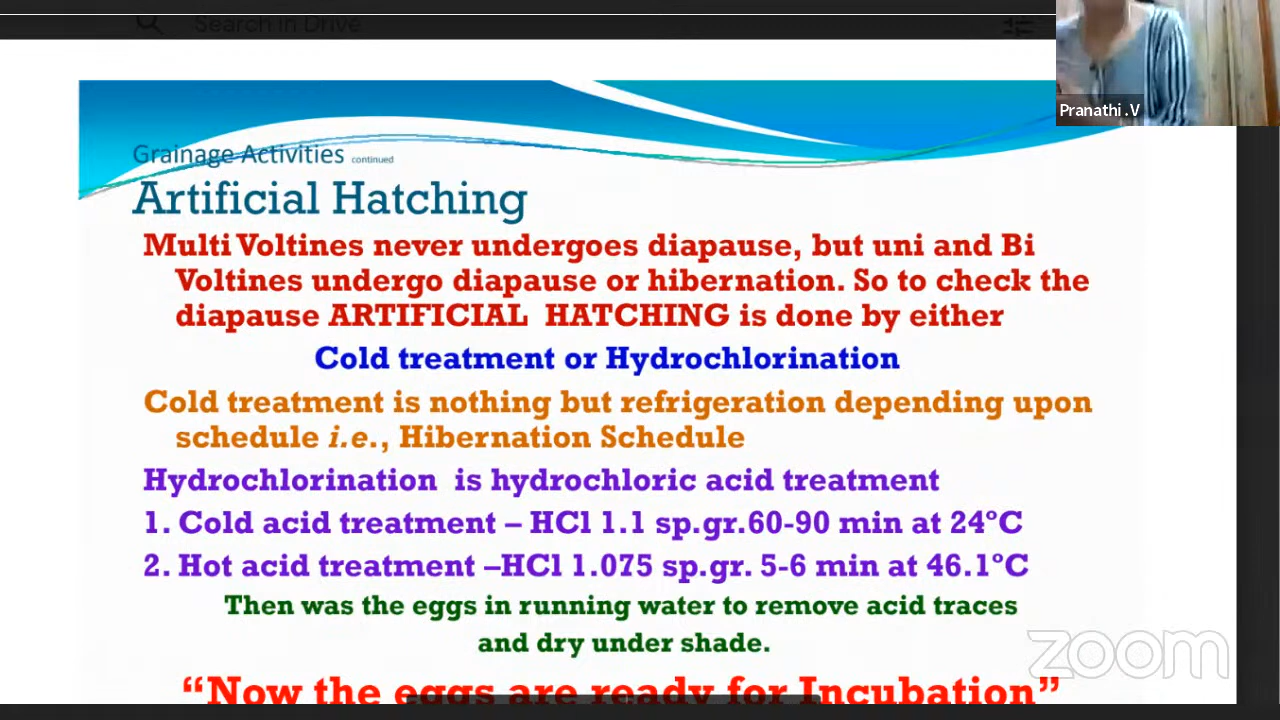 Search in Drive
Pranathi .V
Grainage Activities continued
Artificial Hatching
Multi Voltines never undergoes diapause, but uni and Bi
Voltines undergo diapause or hibernation. So to check the
diapause ARTIFICIAL HATCHING is done by either
Cold treatment or Hydrochlorination
Cold treatment is nothing but refrigeration depending upon
schedule i.e., Hibernation Schedule
Hydrochlorination is hydrochloric acid treatment
1. Cold acid treatment – HCl 1.1 sp.gr.60-90 min at 24°C
2. Hot acid treatment –HCl 1.075 sp.gr. 5-6 min at 46.1°C
Then was the eggs in running water to remove acid traces
and dry under shade.
zoom
“Now the eggs are ready for Incubation”